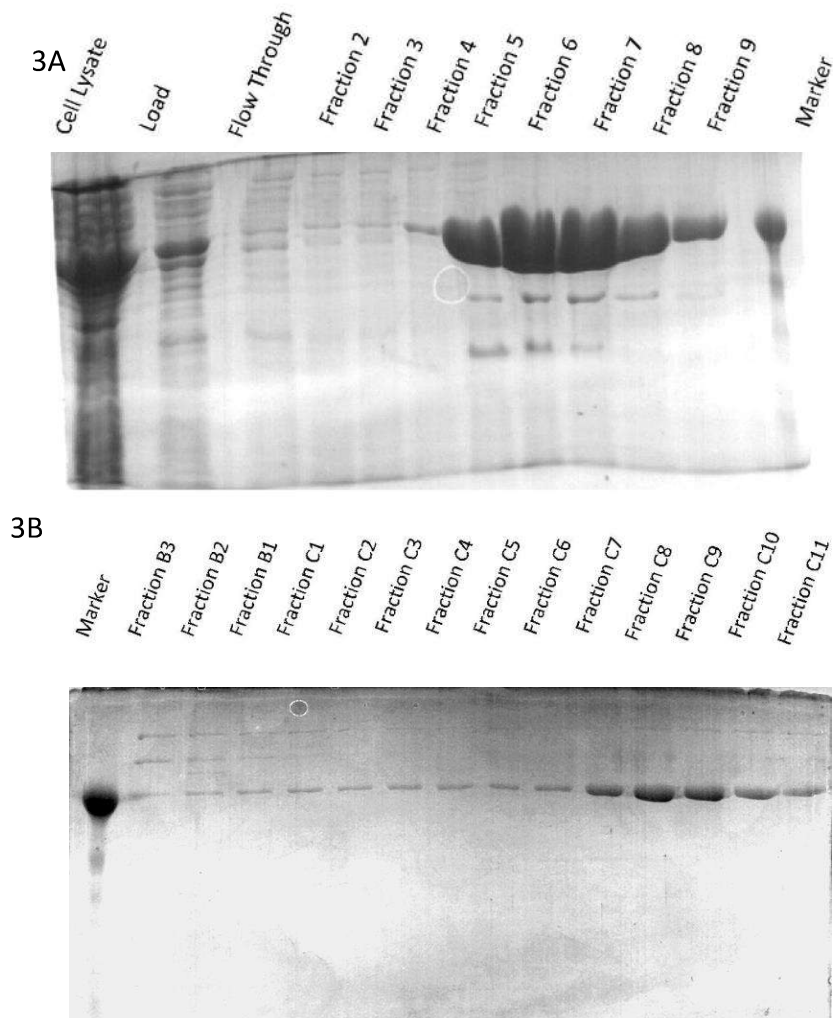 3A
Cell Lysate
Load
Flow Through
Fraction 2
Fraction 3
Fraction 4
Fraction 5
Fraction 6
Fraction 7
Fraction 8
Fraction 9
Marker
3B
Marker
Fraction B3
Fraction B2
Fraction B1
Fraction C1
Fraction C2
Fraction C3
Fraction C4
Fraction C5
Fraction C6
Fraction C7
Fraction C8
Fraction C9
Fraction C10
Fraction C11